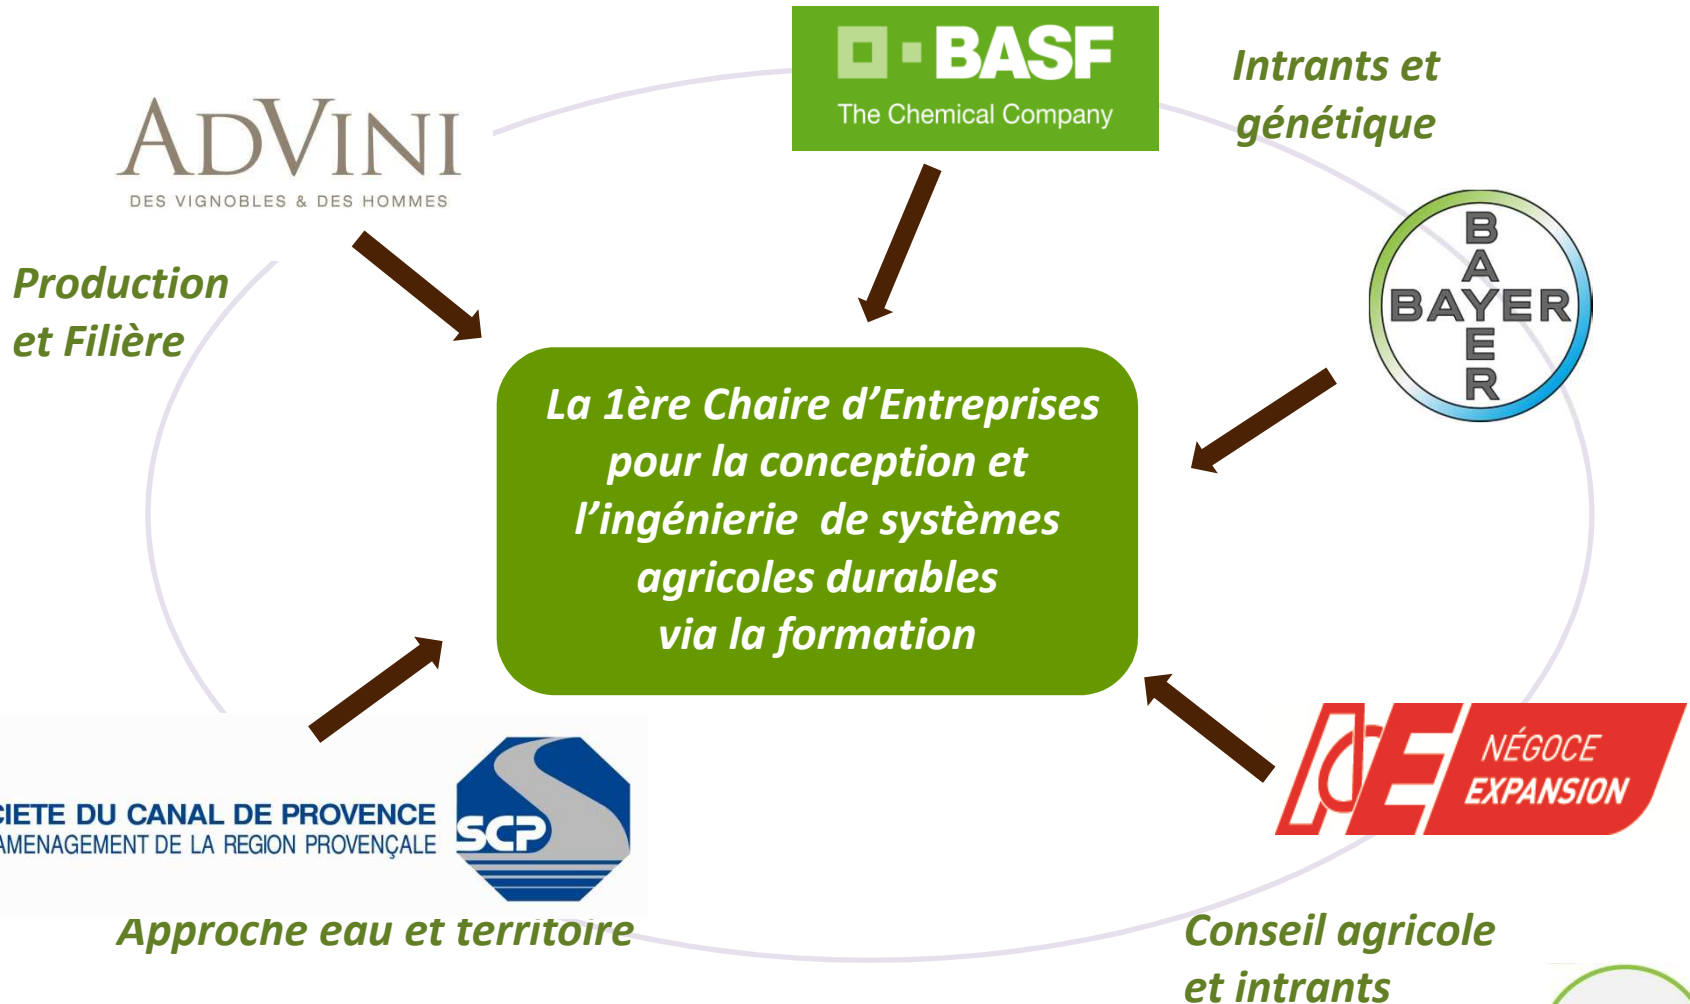 BASF
The Chemical Company
Intrants et
génétique
ADVINI
DES VIGNOBLES & DES HOMMES
BAYER
BAYER
Production
et Filière
La 1ère Chaire d’Entreprises
pour la conception et
l’ingénierie de systèmes
agricoles durables
via la formation
NÉGOCE
EXPANSION
CIETE DU CANAL DE PROVENCE
AMENAGEMENT DE LA REGION PROVENÇALE
SCP
Approche eau et territoire
Conseil agricole
et intrants